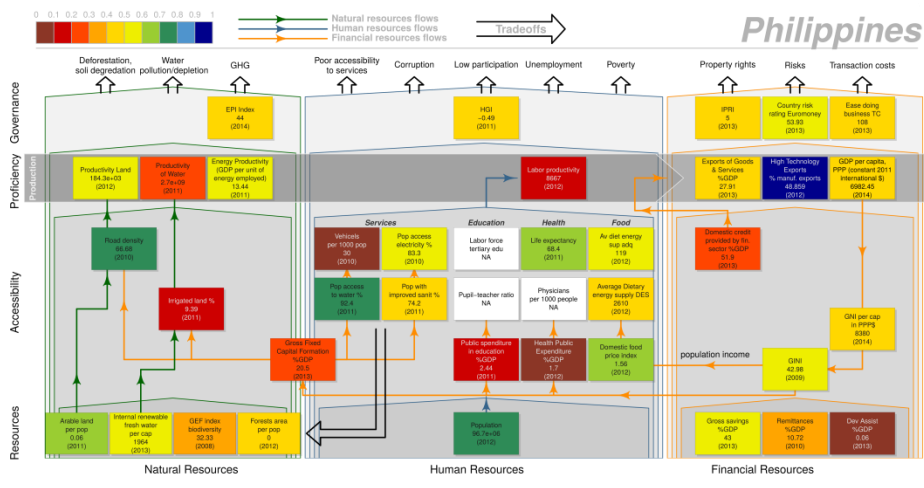 0 0.1 0.2 0.3 0.4 0.5 0.6 0.7 0.8 0.9 1
Natural resources flows
Human resources flows
Financial resources flows
Tradeoffs
Philippines
Deforestation,
soil degredation
Water
pollution/depletion
GHG
Poor accessibility
to services
Corruption
Low participation
Unemployment
Poverty
Property rights
Risks
Transaction costs
Governance
EPI Index
44
(2014)
HGI
−0.49
(2011)
IPRI
5
(2013)
Country risk
rating Euromoney
53.93
(2013)
Ease doing
business TC
108
(2013)
Proficiency
Production
Productivity Land
184.3e+03
(2012)
Productivity
of Water
2.7e+09
(2011)
Energy Productivity
(GDP per unit of
energy employed)
13.44
(2011)
Labor productivity
8667
(2012)
Exports of Goods
& Services
%GDP
27.91
(2013)
High Technology
Exports
% manuf. exports
48.859
(2012)
GDP per capita,
PPP (constant 2011
International $)
6982.45
(2014)
Accessibility
Services
Education
Health
Food
Road density
66.68
(2010)
Vehicels
per 1000 pop
30
(2010)
Pop access
electricity %
83.3
(2010)
Labor force
tertiary edu
NA
Life expectancy
68.4
(2011)
Av diet energy
sup adq
119
(2012)
Domestic credit
provided by fin.
sector %GDP
51.9
(2013)
Irrigated land %
9.39
(2011)
Pop access
to water %
92.4
(2011)
Pop with
improved sanit %
74.2
(2011)
Pupil−teacher ratio
NA
Physicians
per 1000 people
NA
Average Dietary
energy supply DES
2610
(2012)
GNI per cap
in PPP$
8380
(2014)
Gross Fixed
Capital Formation
%GDP
20.5
(2013)
Public spenditure
in education
%GDP
2.44
(2011)
Health Public
Expenditure
%GDP
1.7
(2012)
Domestic food
price index
1.56
(2012)
population income
GINI
42.98
(2009)
Resources
Arable land
per pop
0.06
(2011)
Internal renewable
fresh water
per cap
1964
(2013)
GEF index
biodiversity
32.33
(2008)
Forests area
per pop
0
(2012)
Population
96.7e+06
(2012)
Gross savings
%GDP
43
(2013)
Remittances
%GDP
10.72
(2010)
Dev Assist
%GDP
0.06
(2013)
Natural Resources
Human Resources
Financial Resources